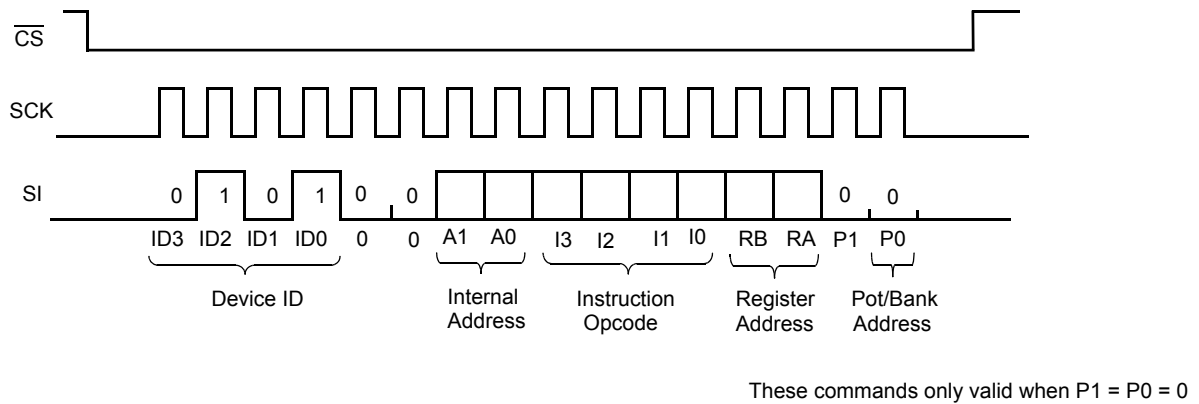 CS
SCK
SI 0 1 0 1 0 0 0 0
ID3 ID2 ID1 ID0 0 0 A1 A0 I3 I2 I1 I0 RB RA P1 P0
Device ID Internal Instruction Register Pot/Bank
Address Opcode Address Address
These commands only valid when P1 = P0 = 0